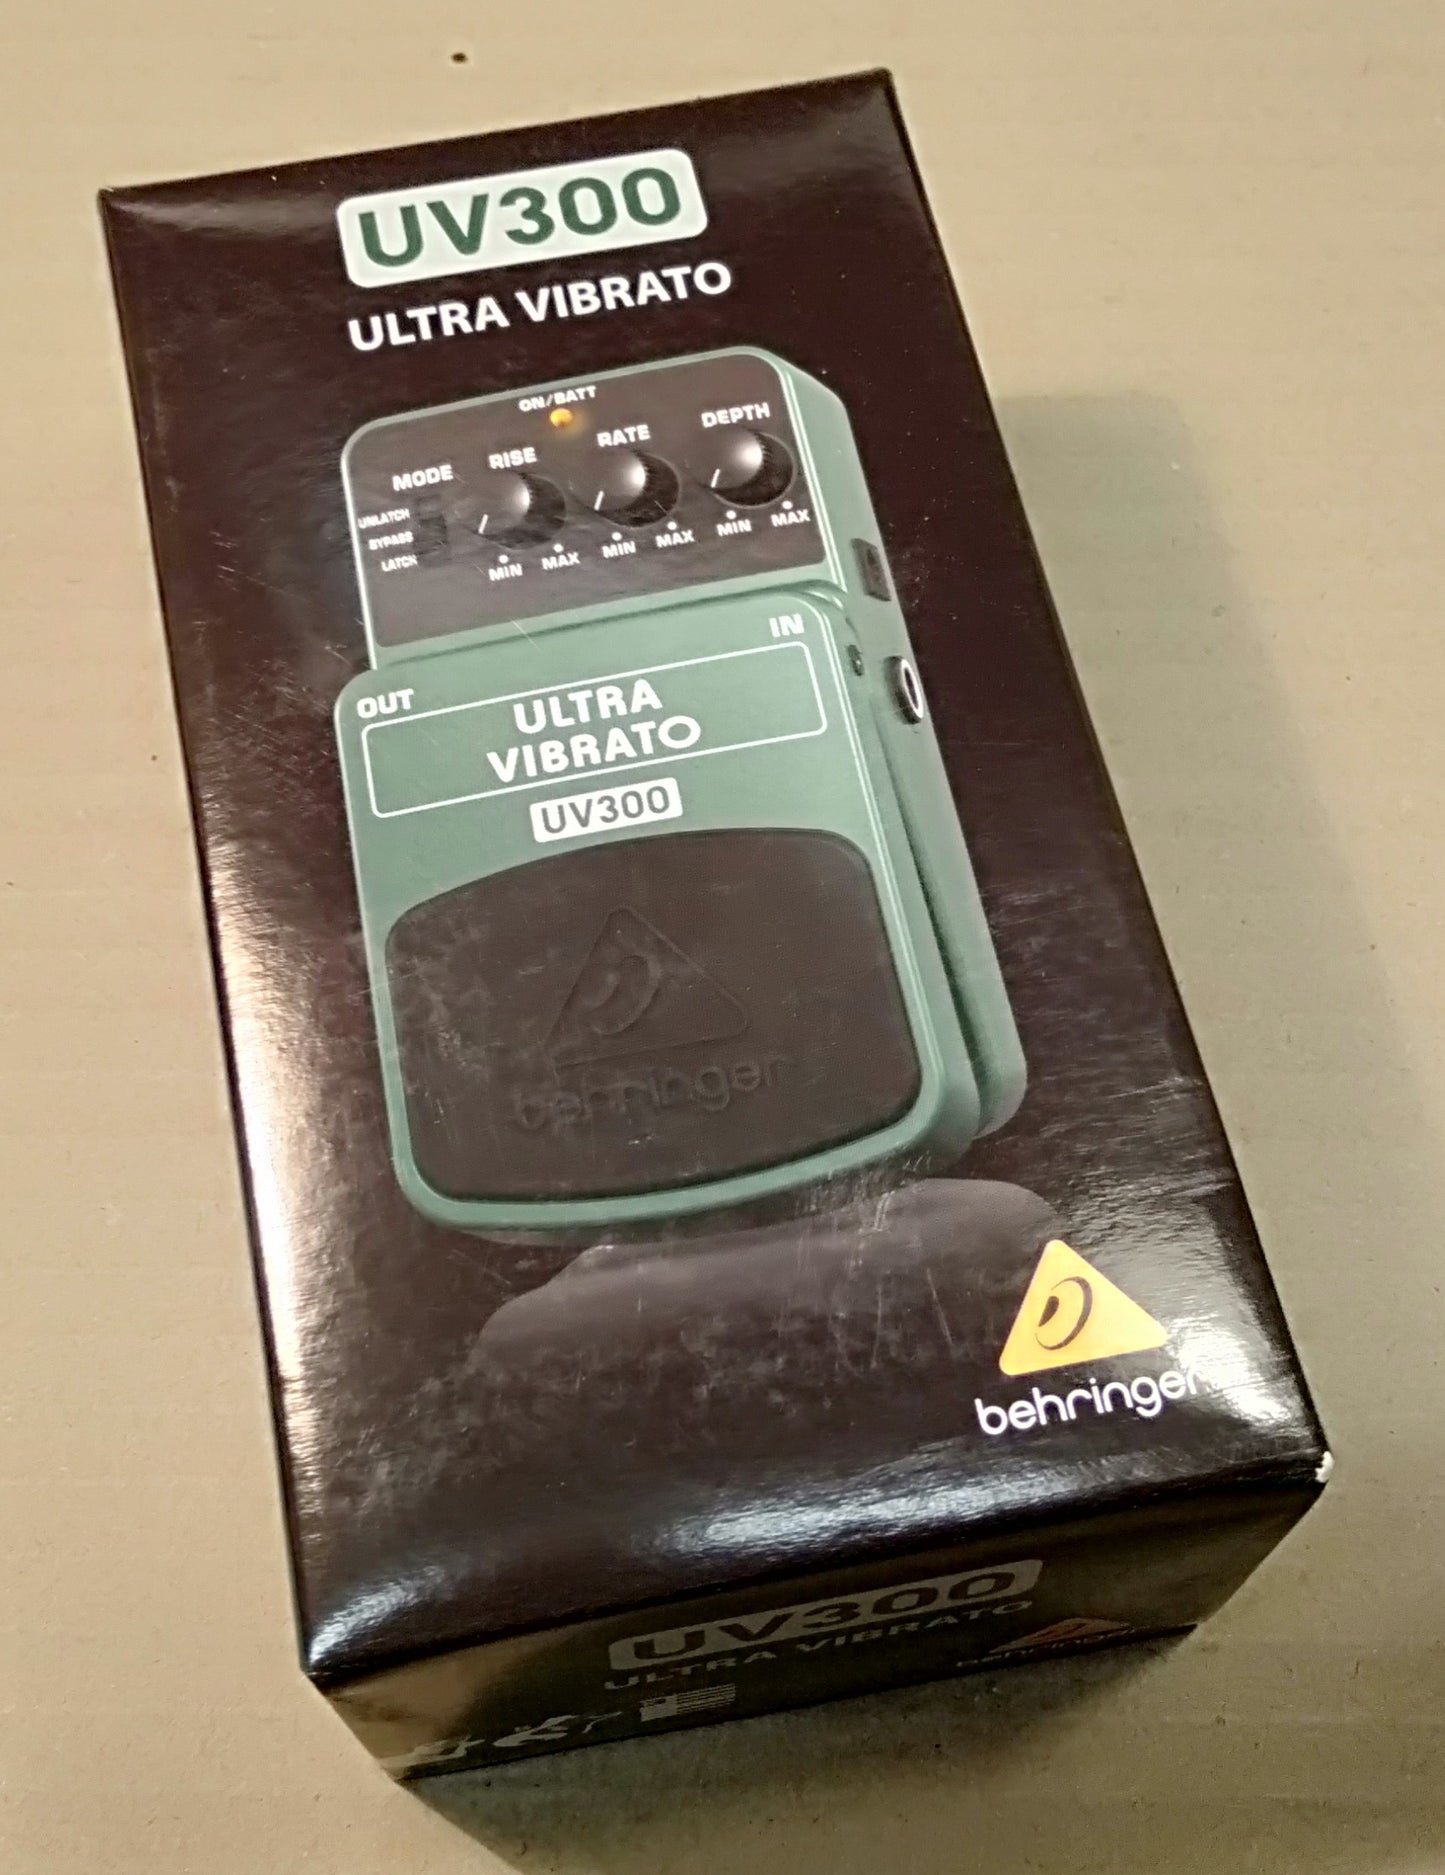 UV300
ULTRA VIBRATO
ON/BATT
MODE RISE RATE DEPTH
UNLATCH
BYPASS
LATCH
MIN MAX MIN MAX MIN MAX
OUT IN
ULTRA
VIBRATO
UV300
behringer
behringer
UV300
ULTRA VIBRATO
behringer